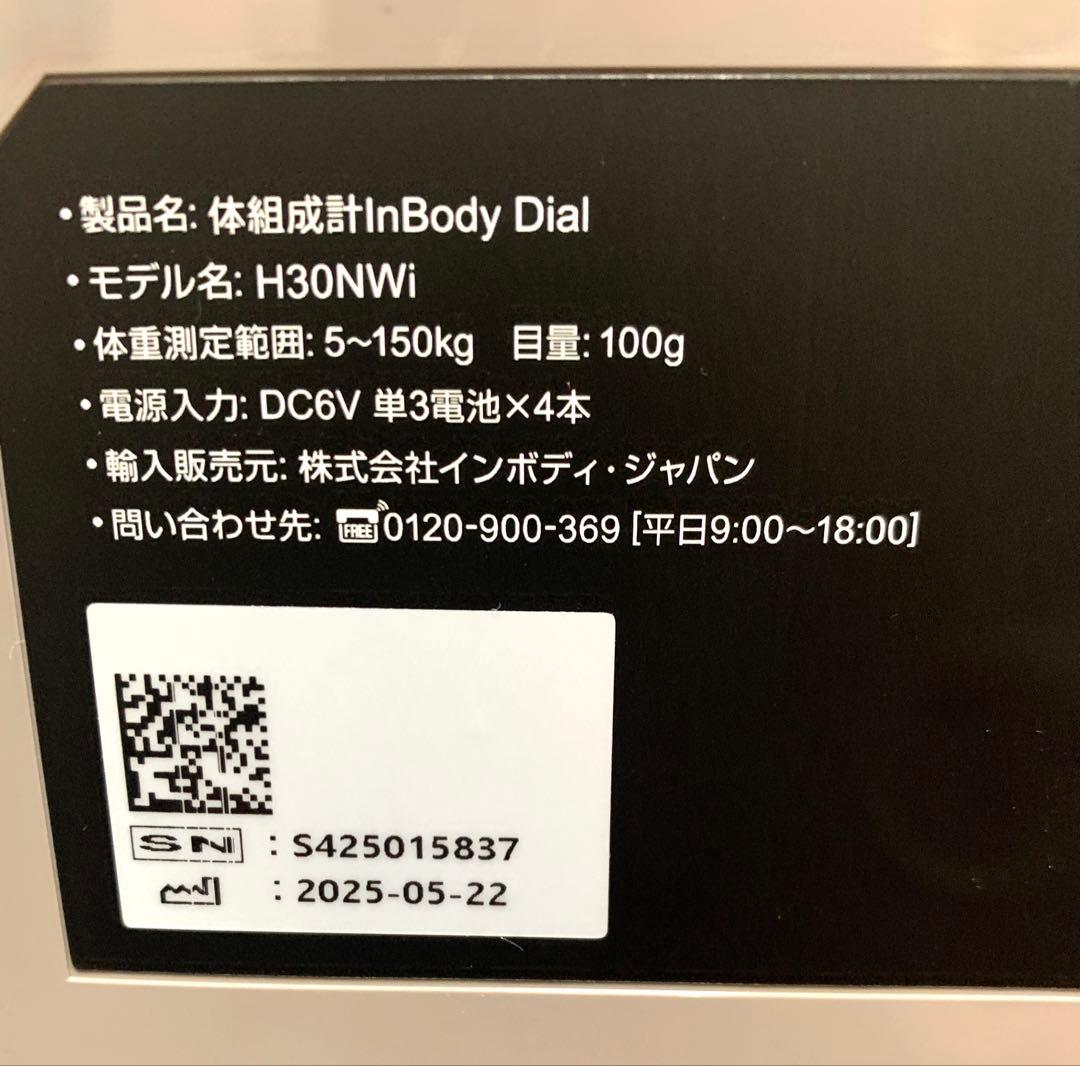 •製品名: 体組成計InBody Dial
•モデル名: H30NWi
•体重測定範囲: 5~150kg 目量: 100g
•電源入力: DC6V 単3電池×4本
•輸入販売元: 株式会社インボディ・ジャパン
•問い合わせ先: FREE 0120-900-369 [平日9:00～18:00]
SN : S425015837
: 2025-05-22